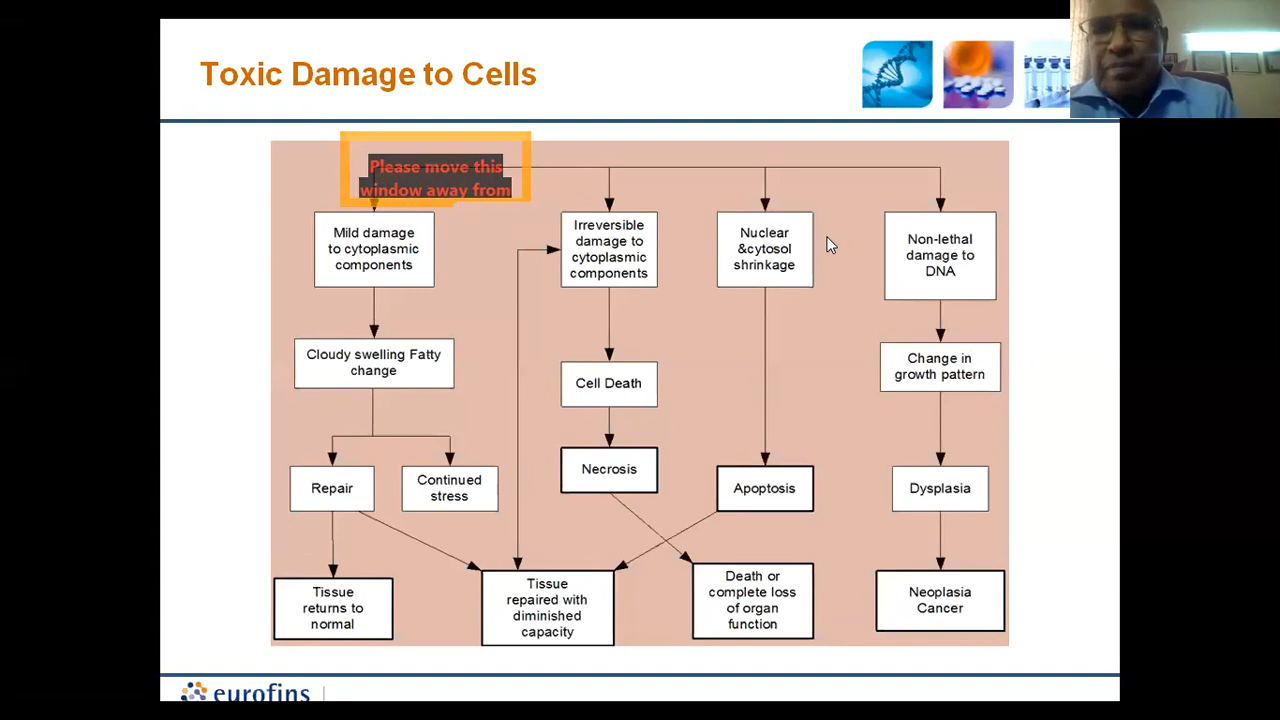 Toxic Damage to Cells
Please move this
window away from
Mild damage
to cytoplasmic
components
Irreversible
damage to
cytoplasmic
components
Nuclear
&cytosol
shrinkage
Non-lethal
damage to
DNA
Cloudy swelling Fatty
change
Cell Death
Change in
growth pattern
Repair
Continued
stress
Necrosis
Apoptosis
Dysplasia
Tissue
returns to
normal
Tissue
repaired with
diminished
capacity
Death or
complete loss
of organ
function
Neoplasia
Cancer
eurofins